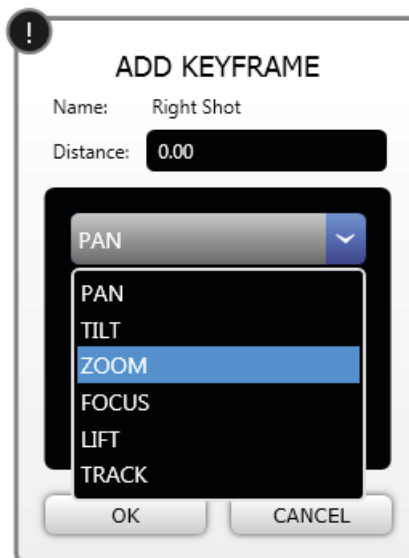 !
ADD KEYFRAME
Name: Right Shot
Distance: 0.00
PAN
PAN
TILT
ZOOM
FOCUS
LIFT
TRACK
OK CANCEL